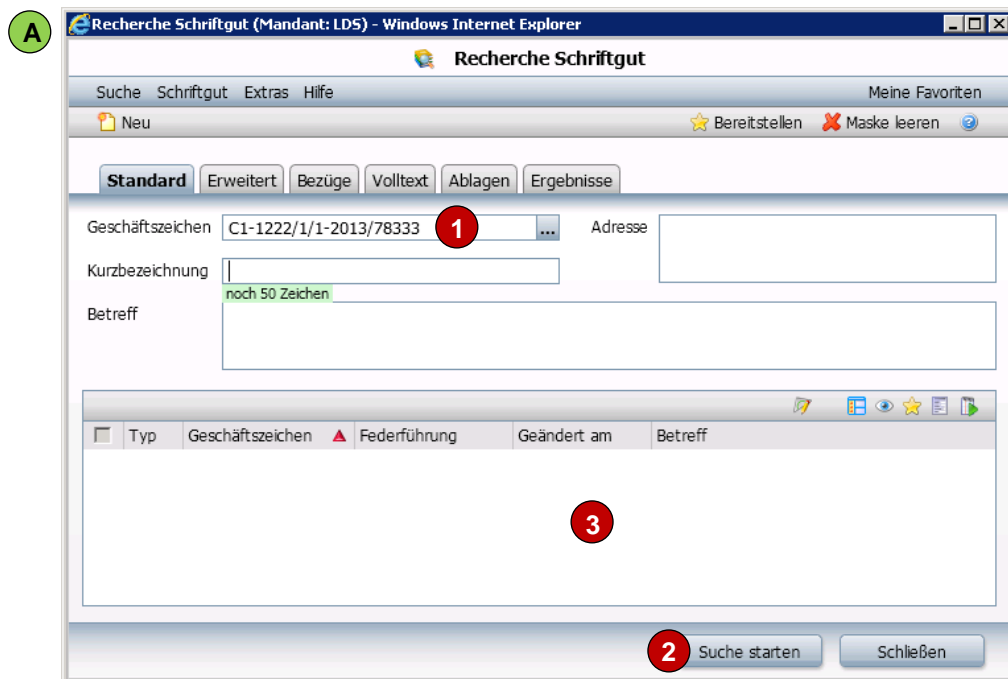 A
Recherche Schriftgut (Mandant: LDS) - Windows Internet Explorer
Recherche Schriftgut
Suche Schriftgut Extras Hilfe Meine Favoriten
Neu Bereitstellen Maske leeren ?
Standard Erweitert Bezüge Volltext Ablagen Ergebnisse
Geschäftszeichen C1-1222/1/1-2013/78333 1 ... Adresse
Kurzbezeichnung
noch 50 Zeichen
Betreff
Typ Geschäftszeichen Federführung Geändert am Betreff
3
2 Suche starten Schließen